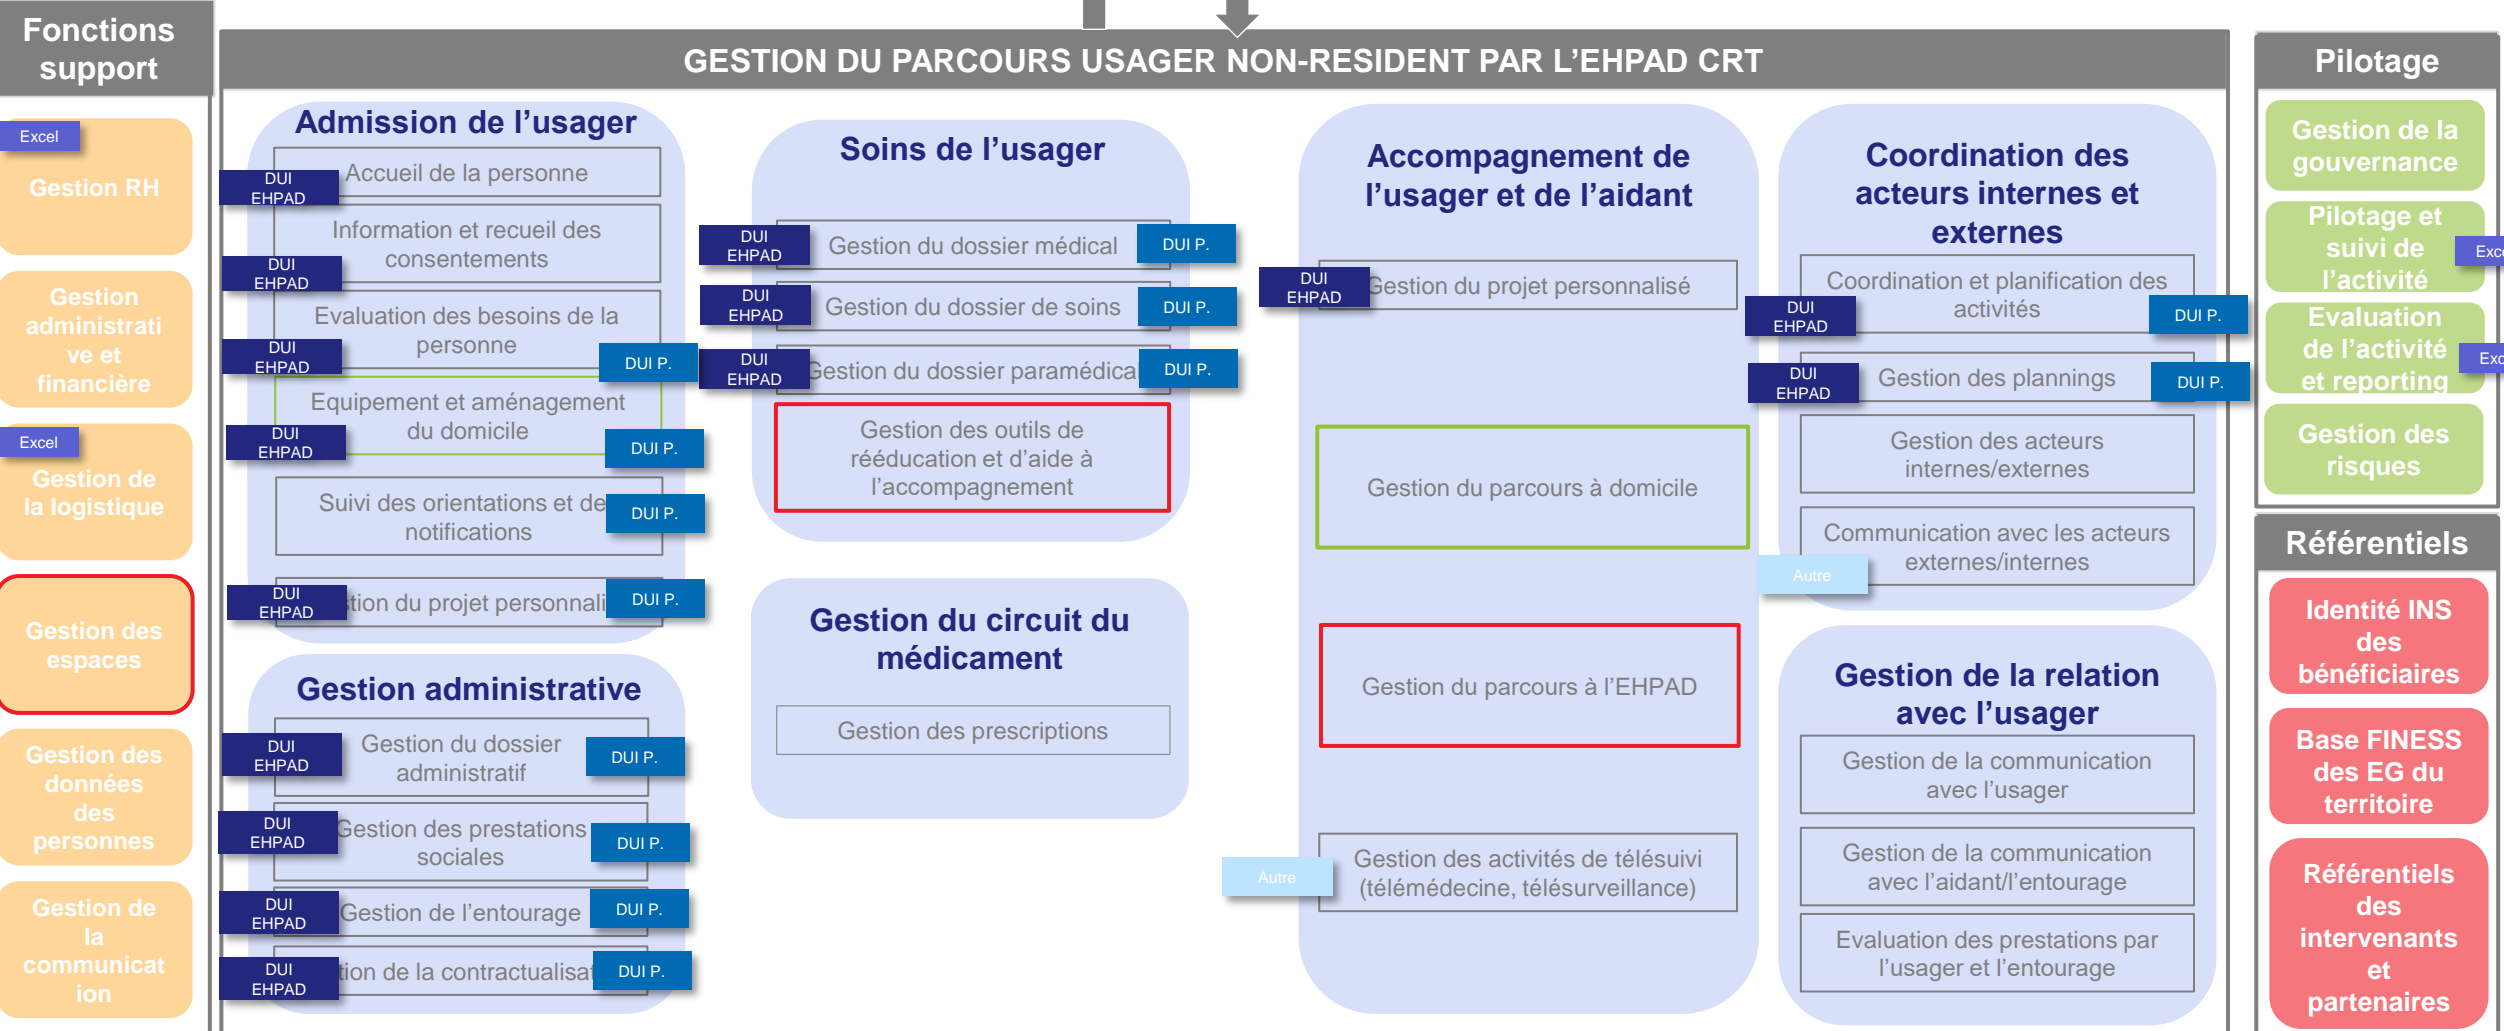 Fonctions
support
Excel
Gestion RH
Gestion
administrati
ve et
financière
Excel
Gestion de
la logistique
Gestion des
espaces
Gestion des
données
des
personnes
Gestion de
la
communicat
ion
GESTION DU PARCOURS USAGER NON-RESIDENT PAR L’EHPAD CRT
Admission de l’usager
Accueil de la personne
DUI
EHPAD
Information et recueil des
consentements
DUI
EHPAD
Evaluation des besoins de la
personne
DUI
EHPAD
DUI P.
Equipement et aménagement
du domicile
DUI
EHPAD
DUI P.
Suivi des orientations et de
notifications
DUI P.
DUI
EHPAD
tion du projet personnali
DUI P.
Gestion administrative
DUI
EHPAD
Gestion du dossier
administratif
DUI P.
DUI
EHPAD
Gestion des prestations
sociales
DUI P.
DUI
EHPAD
Gestion de l’entourage
DUI P.
DUI
EHPAD
tion de la contractualisat
DUI P.
Soins de l’usager
DUI
EHPAD
Gestion du dossier médical
DUI P.
DUI
EHPAD
Gestion du dossier de soins
DUI P.
DUI
EHPAD
Gestion du dossier paramédical
DUI P.
Gestion des outils de
rééducation et d’aide à
l’accompagnement
Gestion du circuit du
médicament
Gestion des prescriptions
Accompagnement de
l’usager et de l’aidant
DUI
EHPAD
Gestion du projet personnalisé
Gestion du parcours à domicile
Gestion du parcours à l’EHPAD
Autre
Gestion des activités de télésuivi
(télémédecine, télésurveillance)
Coordination des
acteurs internes et
externes
Coordination et planification des
activités
DUI
EHPAD
DUI P.
DUI
EHPAD
Gestion des plannings
DUI P.
Gestion des acteurs
internes/externes
Communication avec les acteurs
externes/internes
Autre
Gestion de la relation
avec l’usager
Gestion de la communication
avec l’usager
Gestion de la communication
avec l’aidant/l’entourage
Evaluation des prestations par
l’usager et l’entourage
Pilotage
Gestion de la
gouvernance
Pilotage et
suivi de
l’activité
Exce
Evaluation
de l’activité
et reporting
Exc
Gestion des
risques
Référentiels
Identité INS
des
bénéficiaires
Base FINESS
des EG du
territoire
Référentiels
des
intervenants
et
partenaires